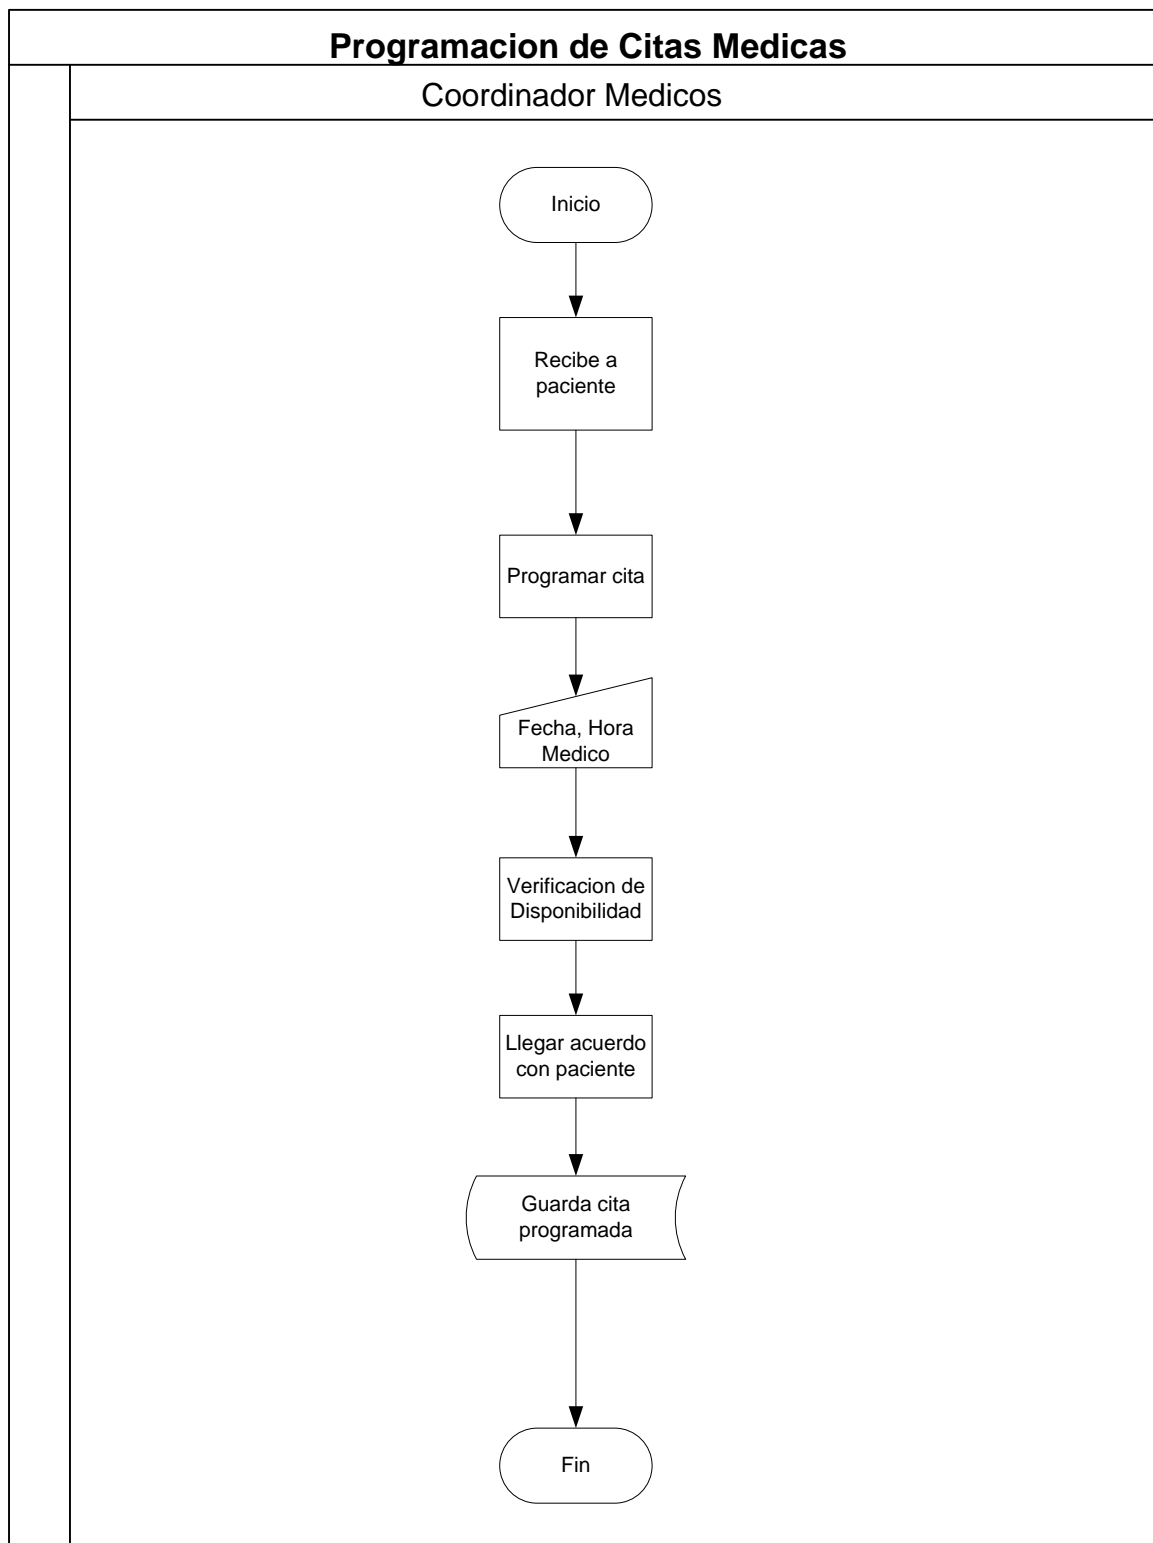 Programacion de Citas Medicas
Coordinador Medicos
Inicio
Recibe a
paciente
Programar cita
Fecha, Hora
Medico
Verificacion de
Disponibilidad
Llegar acuerdo
con paciente
Guarda cita
programada
Fin